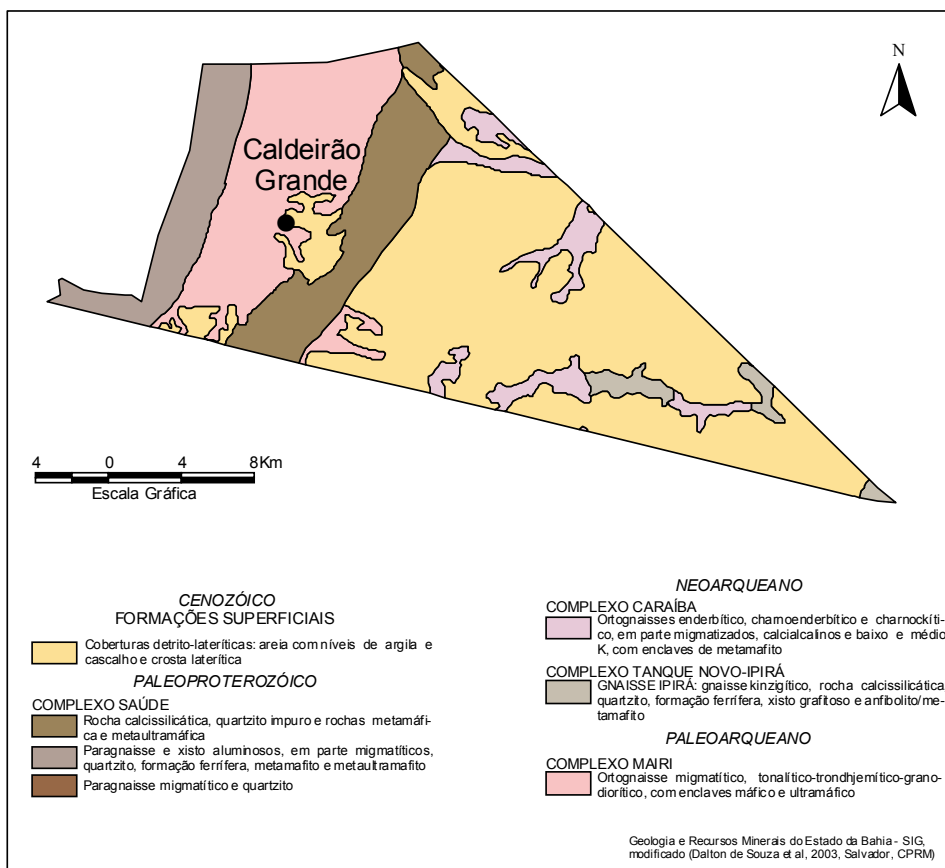 N
Caldeirão
Grande
4 0 4 8Km
Escala Gráfica
CENOZÓICO
FORMAÇÕES SUPERFICIAIS
Coberturas detrito-lateríticas: areia com níveis de argila e
cascalho e crosta laterítica
PALEOPROTEROZÓICO
COMPLEXO SAÚDE
Rocha calcissilicática, quartzito impuro e rochas metamáfi-
ca e metaultramáfica
Paragnaisse e xisto aluminosos, em parte migmatíticos,
quartzito, formação ferrífera, metamafito e metaultramafito
Paragnaisse migmatítico e quartzito
NEOARQUEANO
COMPLEXO CARAÍBA
Ortognaisses enderbítico, charnoenderbítico e charnockíti-
co, em parte migmatizados, calcialcalinos e baixo e médio
K, com enclaves de metamafito
COMPLEXO TANQUE NOVO-IPIRÁ
GNAISSE IPIRÁ: gnaisse kinzigítico, rocha calcissilicática,
quartzito, formação ferrífera, xisto grafitoso e anfibolito/me-
tamafito
PALEOARQUEANO
COMPLEXO MAIRI
Ortognaisse migmatítico, tonalítico-trondhjemítico-grano-
diorítico, com enclaves máfico e ultramáfico
Geologia e Recursos Minerais do Estado da Bahia - SIG,
modificado (Dalton de Souza et al, 2003, Salvador, CPRM)